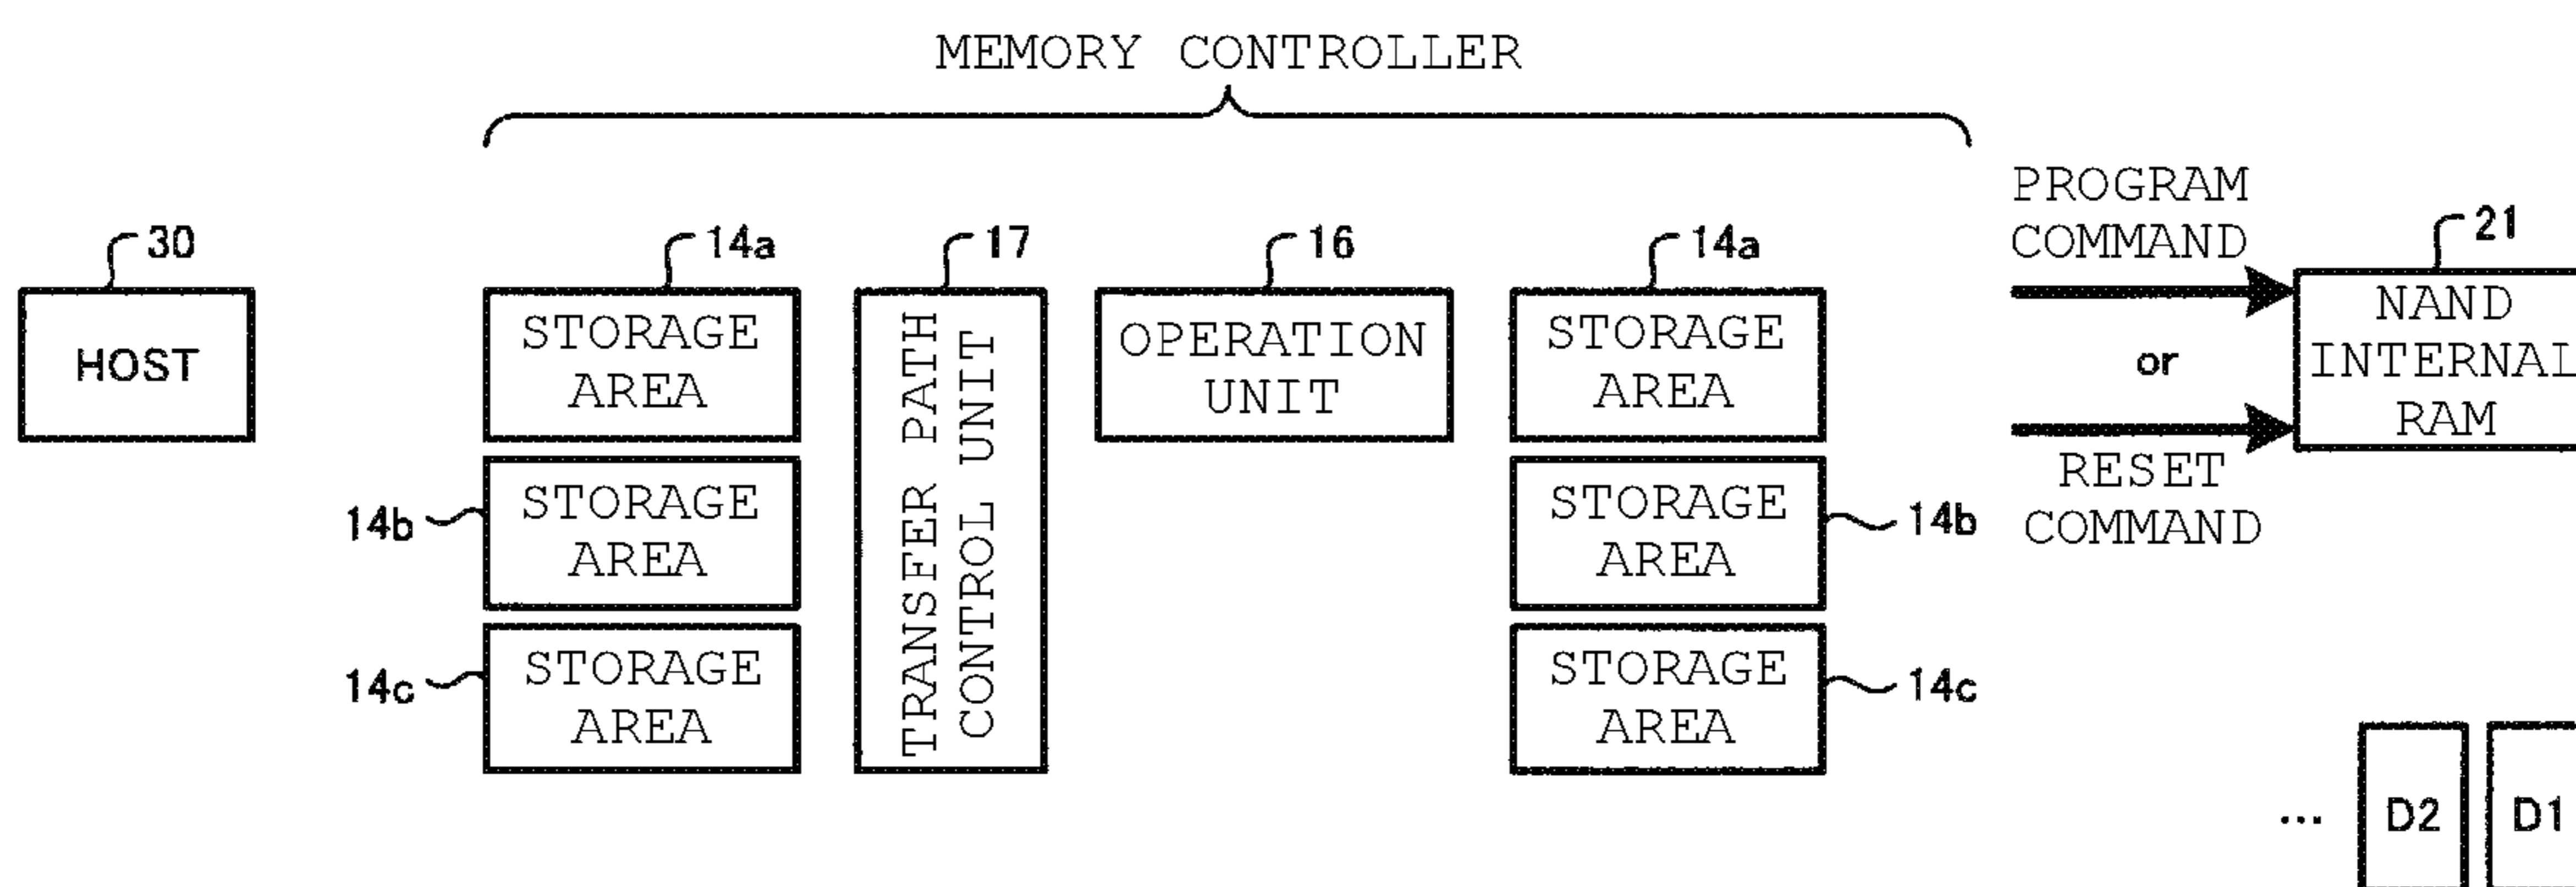 MEMORY CONTROLLER
30
14a
17
16
14a
PROGRAM
COMMAND
21
HOST
STORAGE
AREA
TRANSFER PATH
CONTROL UNIT
OPERATION
UNIT
STORAGE
AREA
or
NAND
INTERNAL
RAM
14b
STORAGE
AREA
STORAGE
AREA
14b
RESET
COMMAND
14c
STORAGE
AREA
STORAGE
AREA
14c
... D2 D1